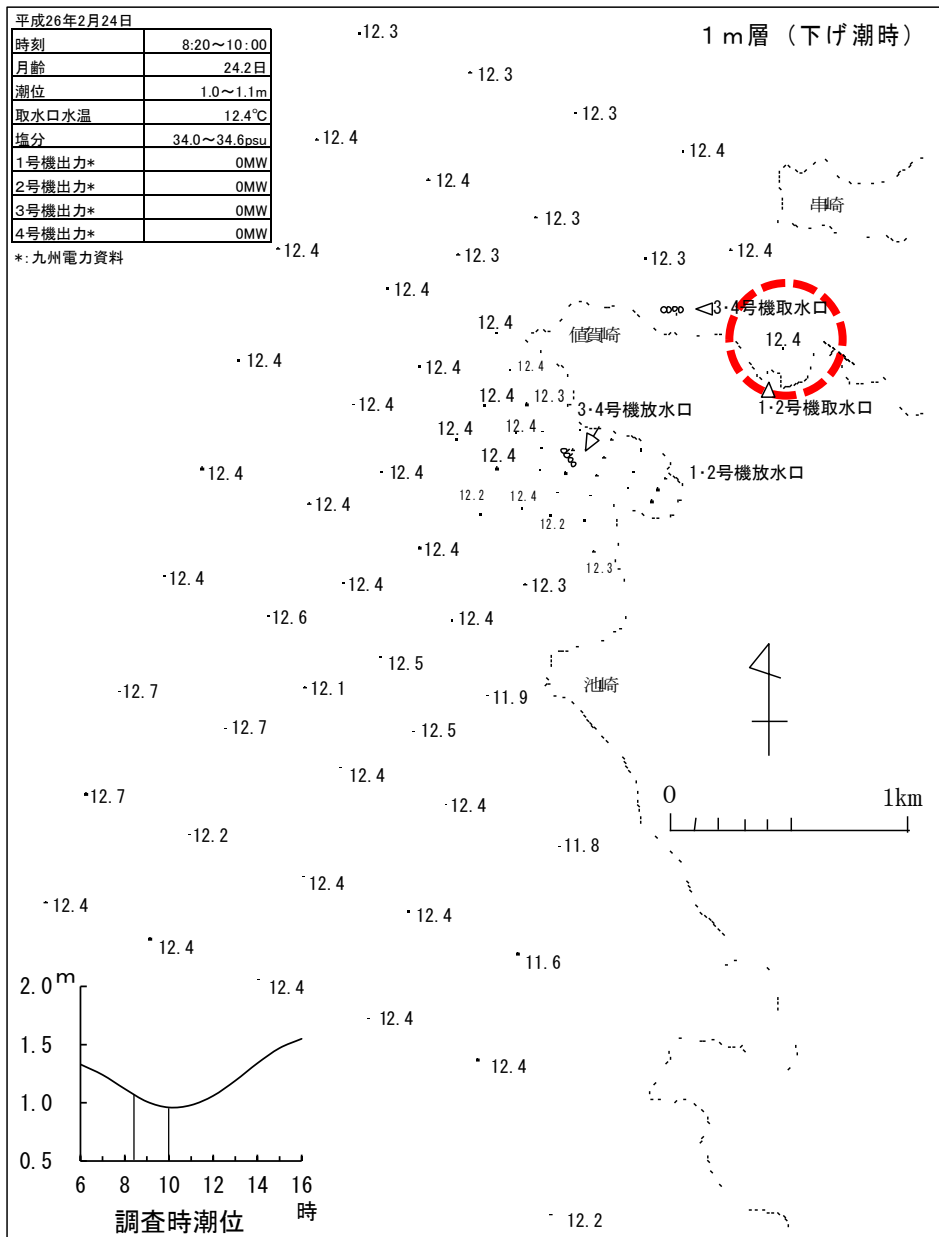 平成26年2月24日
1m層（下げ潮時）
時刻 8:20～10:00
月齢 24.2日
潮位 1.0～1.1m
取水口水温 12.4℃
塩分 34.0～34.6psu
1号機出力* 0MW
2号機出力* 0MW
3号機出力* 0MW
4号機出力* 0MW
*:九州電力資料
12.3
12.3
12.3
12.4
12.4
12.4
串崎
12.3
12.4
12.3
12.3
12.4
12.4
3・4号機取水口
12.4
値賀崎
12.4
12.4
12.4
12.4
12.4
12.4
12.3
12.4
3・4号機放水口
1・2号機取水口
12.4
12.4
12.4
12.4
12.4
1・2号機放水口
12.2
12.4
12.4
12.2
12.4
12.3
12.4
12.4
12.3
12.6
12.4
12.5
12.7
12.1
池崎
11.9
12.7
12.5
12.4
12.7
12.4
0 1km
12.2
11.8
12.4
12.4
12.4
12.4
11.6
12.4
12.4
12.4
12.2
m
2.0
1.5
1.0
0.5
6 8 10 12 14 16
時
調査時潮位